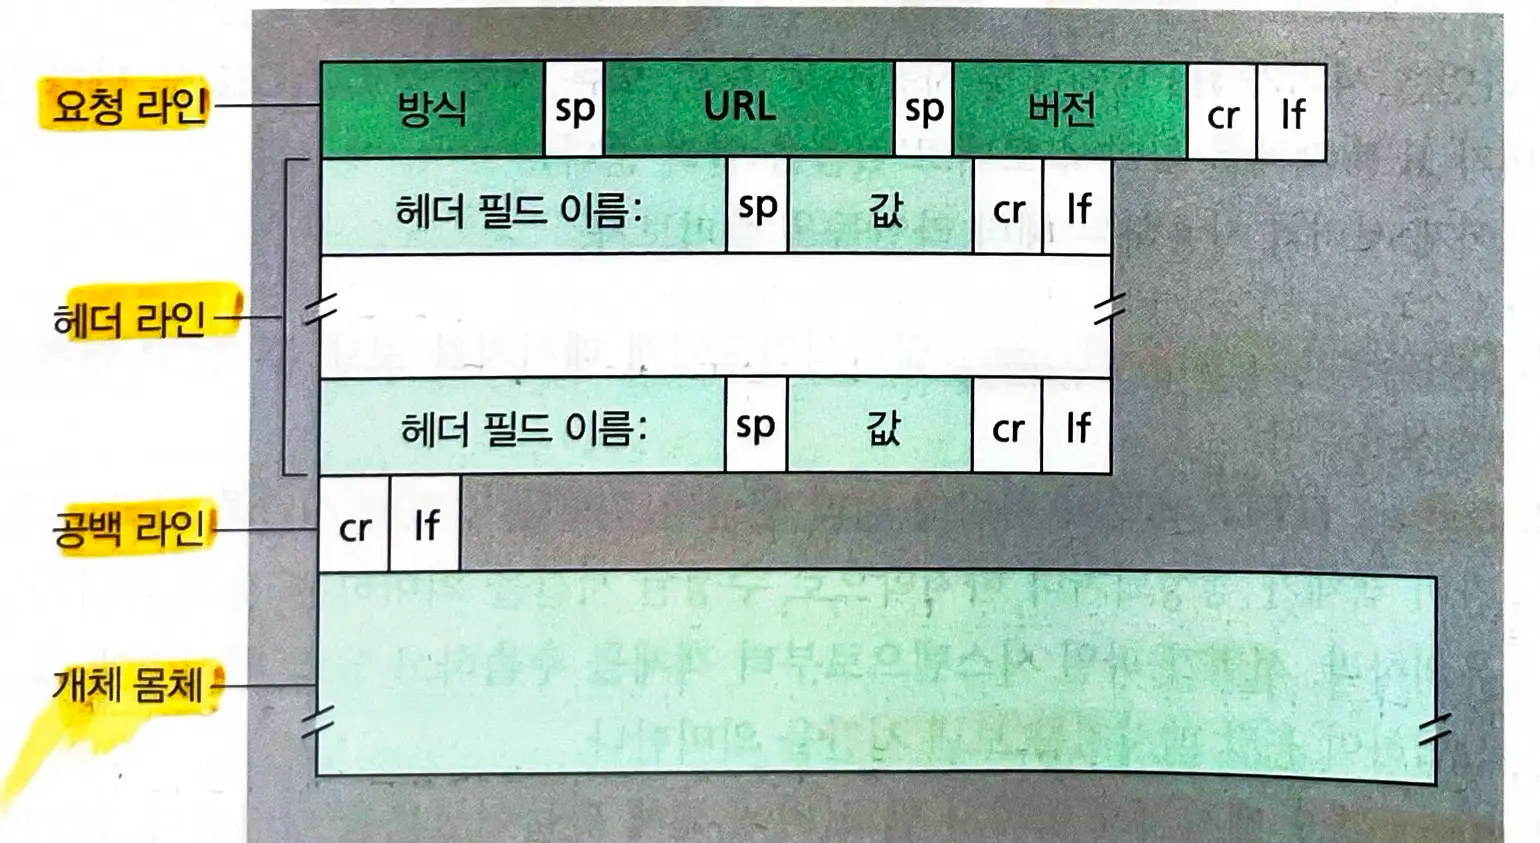 요청 라인 방식 sp URL sp 버전 cr lf
헤더 필드 이름: sp 값 cr lf
헤더 라인
헤더 필드 이름: sp 값 cr lf
공백 라인 cr lf
개체 몸체